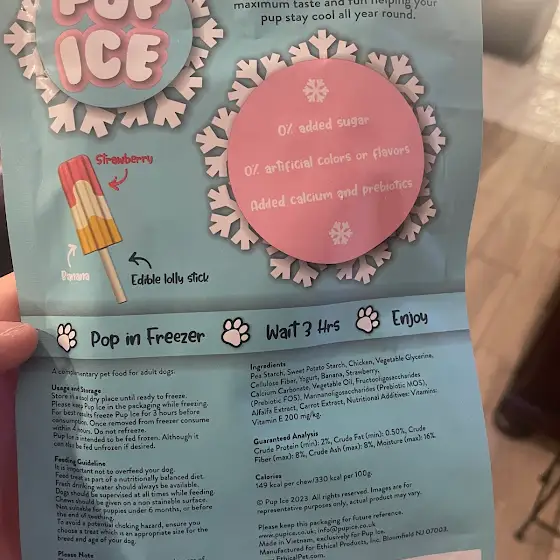 PUP
ICE
maximum taste and fun helping your
pup stay cool all year round.
0% added sugar
0% artificial colors or flavors
Added calcium and prebiotics
Strawberry
Banana
Edible lolly stick
Pop in Freezer
Wait 3 Hrs
Enjoy
A complimentary pet food for adult dogs.
Usage and Storage
Store in a cool dry place until ready to freeze.
Please keep Pup Ice in the packaging while freezing.
For best results freeze Pup Ice for 3 hours before
consumption. Once removed from freezer consume
within hours. Do not refreeze.
Pup Ice is intended to be fed frozen. Although it
can also be fed unfrozen if desired.
Feeding Guideline
It is important not to overfeed your dog.
Feed treat as part of a nutritionally balanced diet.
Fresh drinking water should always be available.
Dogs should be supervised at all times while feeding.
Chews should be given on a non stainable surface.
Not suitable for puppies under 6 months, or before
the end of teething.
To avoid a potential choking hazard, ensure you
choose a treat which is an appropriate size for the
breed and age of your dog.
Please Note
Ingredients
Pea Starch, Sweet Potato Starch, Chicken, Vegetable Glycerine,
Cellulose Fiber, Yogurt, Banana, Strawberry,
Calcium Carbonate, Vegetable Oil, Fructooligosaccharides
(Prebiotic FOS), Mannanoligosaccharides (Prebiotic MOS),
Alfalfa Extract, Carrot Extract, Nutritional Additives: Vitamins:
Vitamin E 200 mg/kg.
Guaranteed Analysis
Crude Protein (min): 2%, Crude Fat (min): 0.50%, Crude
Fiber (max): 8%, Crude Ash (max): 8%, Moisture (max): 16%.
Calories
149 kcal per chew/330 kcal per 100g.
© Pup Ice 2023 All rights reserved. Images are for
representative purposes only, actual product may vary.
Please keep this packaging for future reference.
www.pupice.co.uk, info@pupice.co.uk
Made in Vietnam, exclusively for Pup Ice.
Manufactured for Ethical Products, Inc. Bloomfield NJ 07003.
EthicalPet.com.